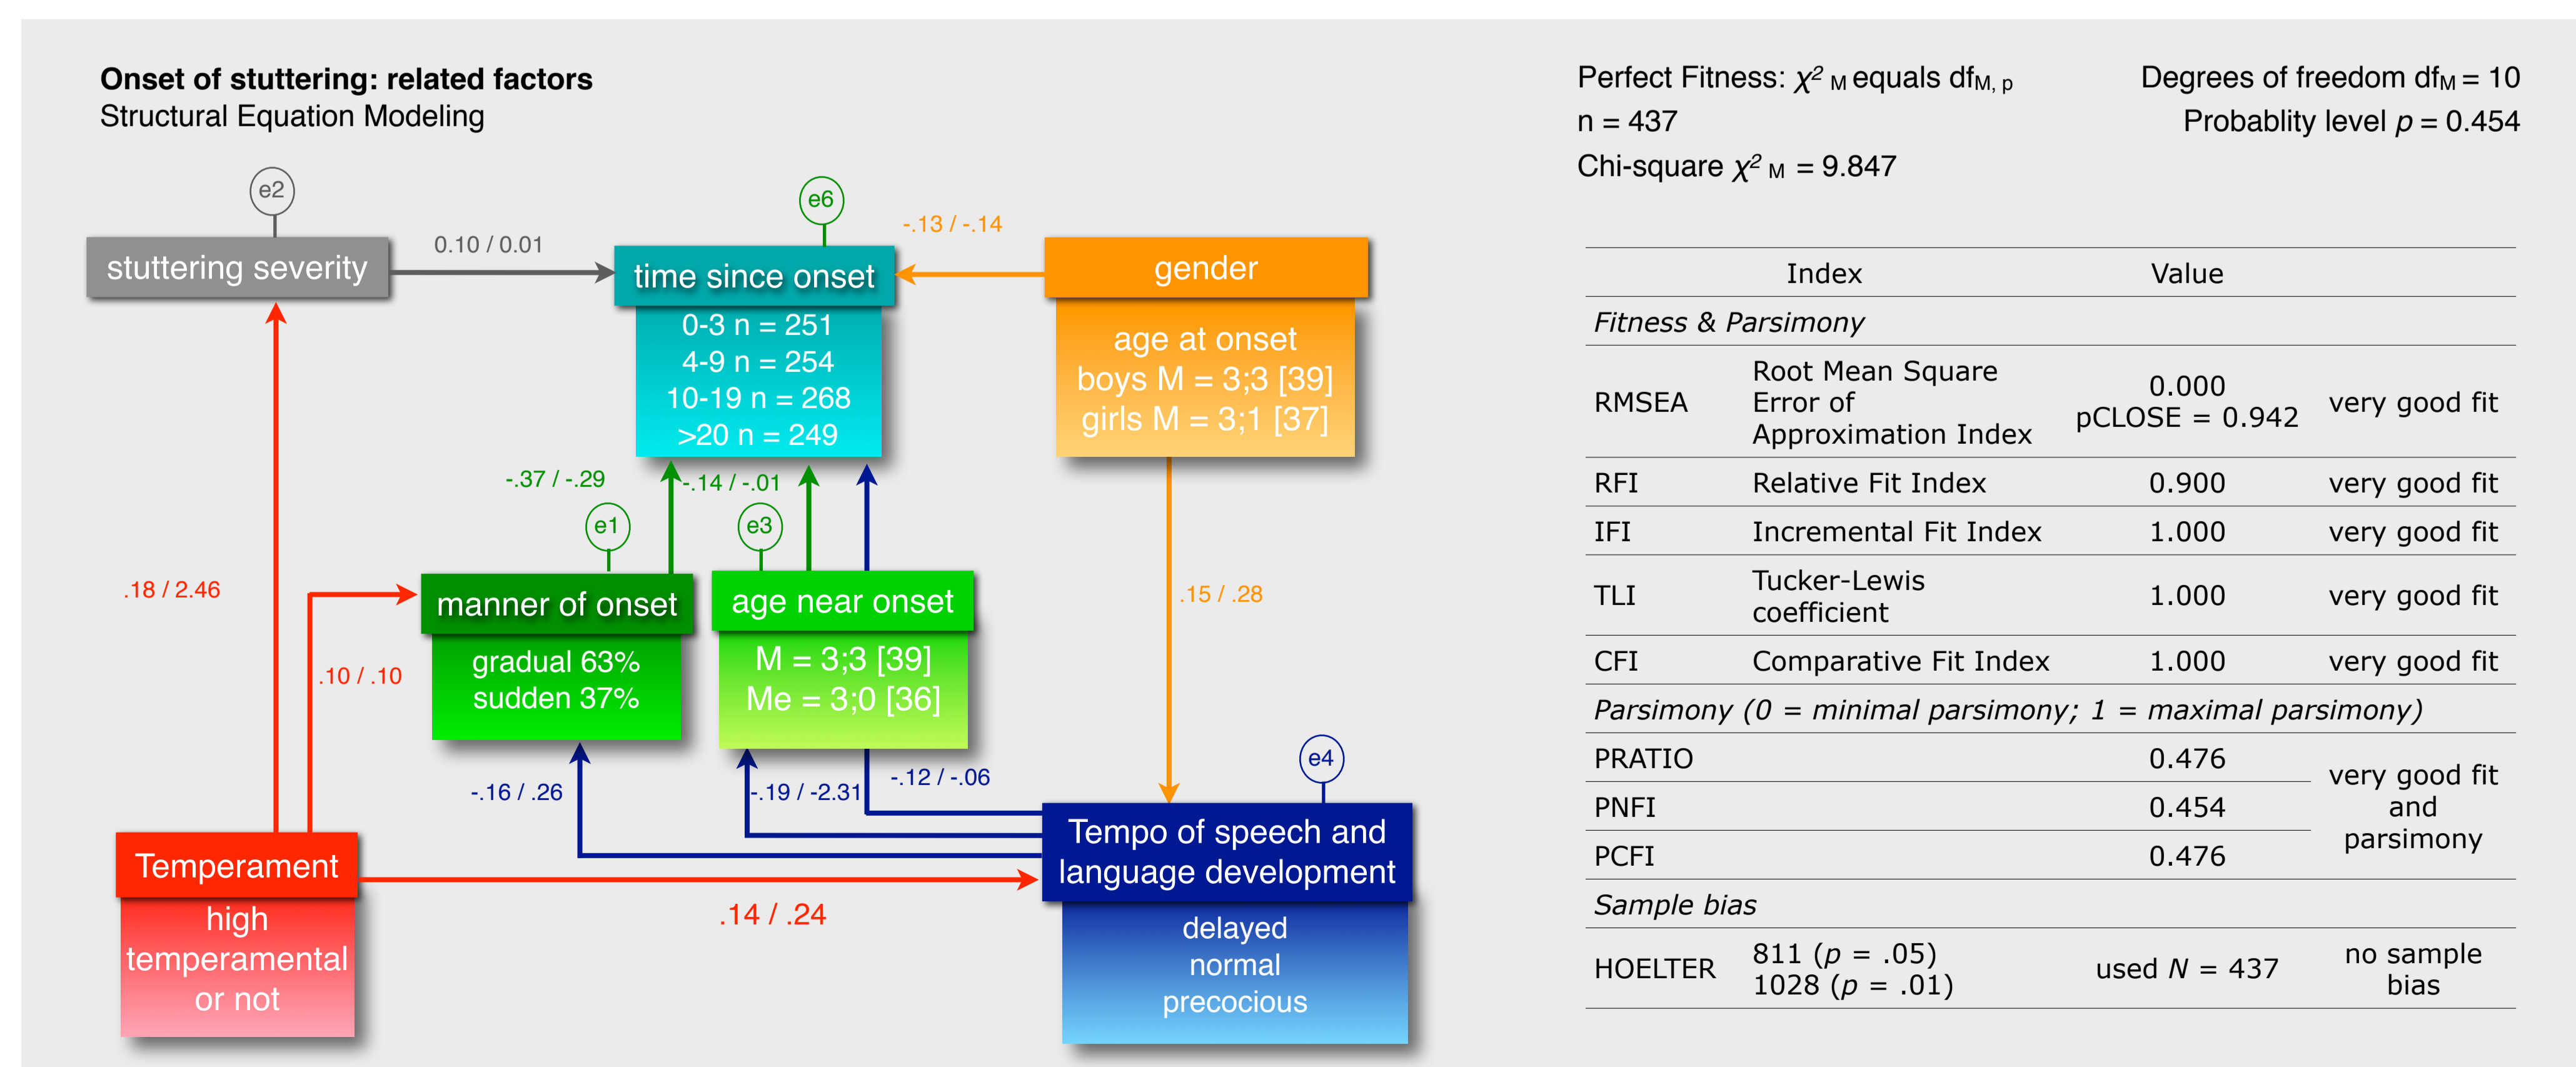 Onset of stuttering: related factors
Structural Equation Modeling
Perfect Fitness: χ² M equals dfM, p
n = 437
Chi-square χ² M = 9.847
Degrees of freedom dfM = 10
Probablity level p = 0.454
e2
stuttering severity
0.10 / 0.01
e6
time since onset
0-3 n = 251
4-9 n = 254
10-19 n = 268
>20 n = 249
-.13 / -.14
gender
age at onset
boys M = 3;3 [39]
girls M = 3;1 [37]
-.37 / -.29
-.14 / -.01
e1
e3
.18 / 2.46
.10 / .10
manner of onset
gradual 63%
sudden 37%
age near onset
M = 3;3 [39]
Me = 3;0 [36]
.15 / .28
-.16 / .26
-.19 / -2.31
-.12 / -.06
e4
Temperament
high
temperamental
or not
.14 / .24
Tempo of speech and
language development
delayed
normal
precocious
Index Value
Fitness & Parsimony
RMSEA Root Mean Square Error of Approximation Index 0.000 pCLOSE = 0.942 very good fit
RFI Relative Fit Index 0.900 very good fit
IFI Incremental Fit Index 1.000 very good fit
TLI Tucker-Lewis coefficient 1.000 very good fit
CFI Comparative Fit Index 1.000 very good fit
Parsimony (0 = minimal parsimony; 1 = maximal parsimony)
PRATIO 0.476
PNFI 0.454
PCFI 0.476
very good fit
and
parsimony
Sample bias
HOELTER 811 (p = .05) 1028 (p = .01) used N = 437 no sample bias